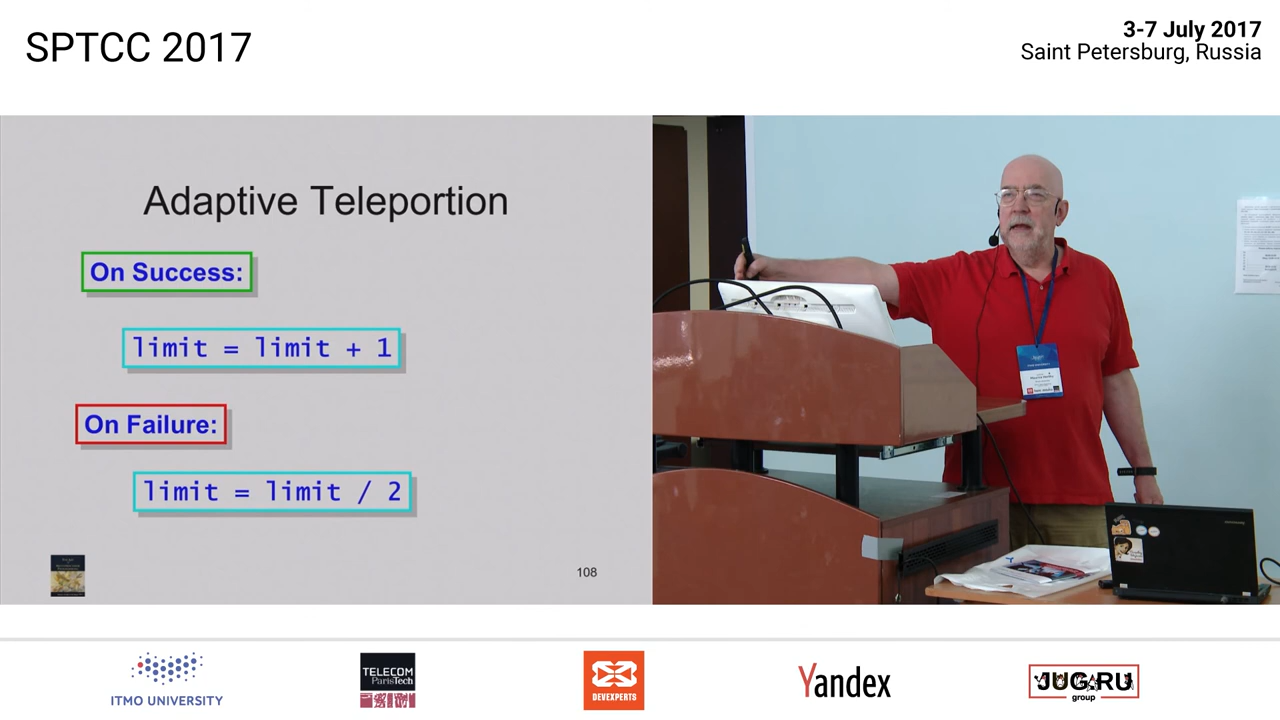 SPTCC 2017
3-7 July 2017
Saint Petersburg, Russia
Adaptive Teleportion
On Success:
limit = limit + 1
On Failure:
limit = limit / 2
108
ITMO UNIVERSITY
TELECOM
ParisTech
DEVEXPERTS
Yandex
JUG.RU
group